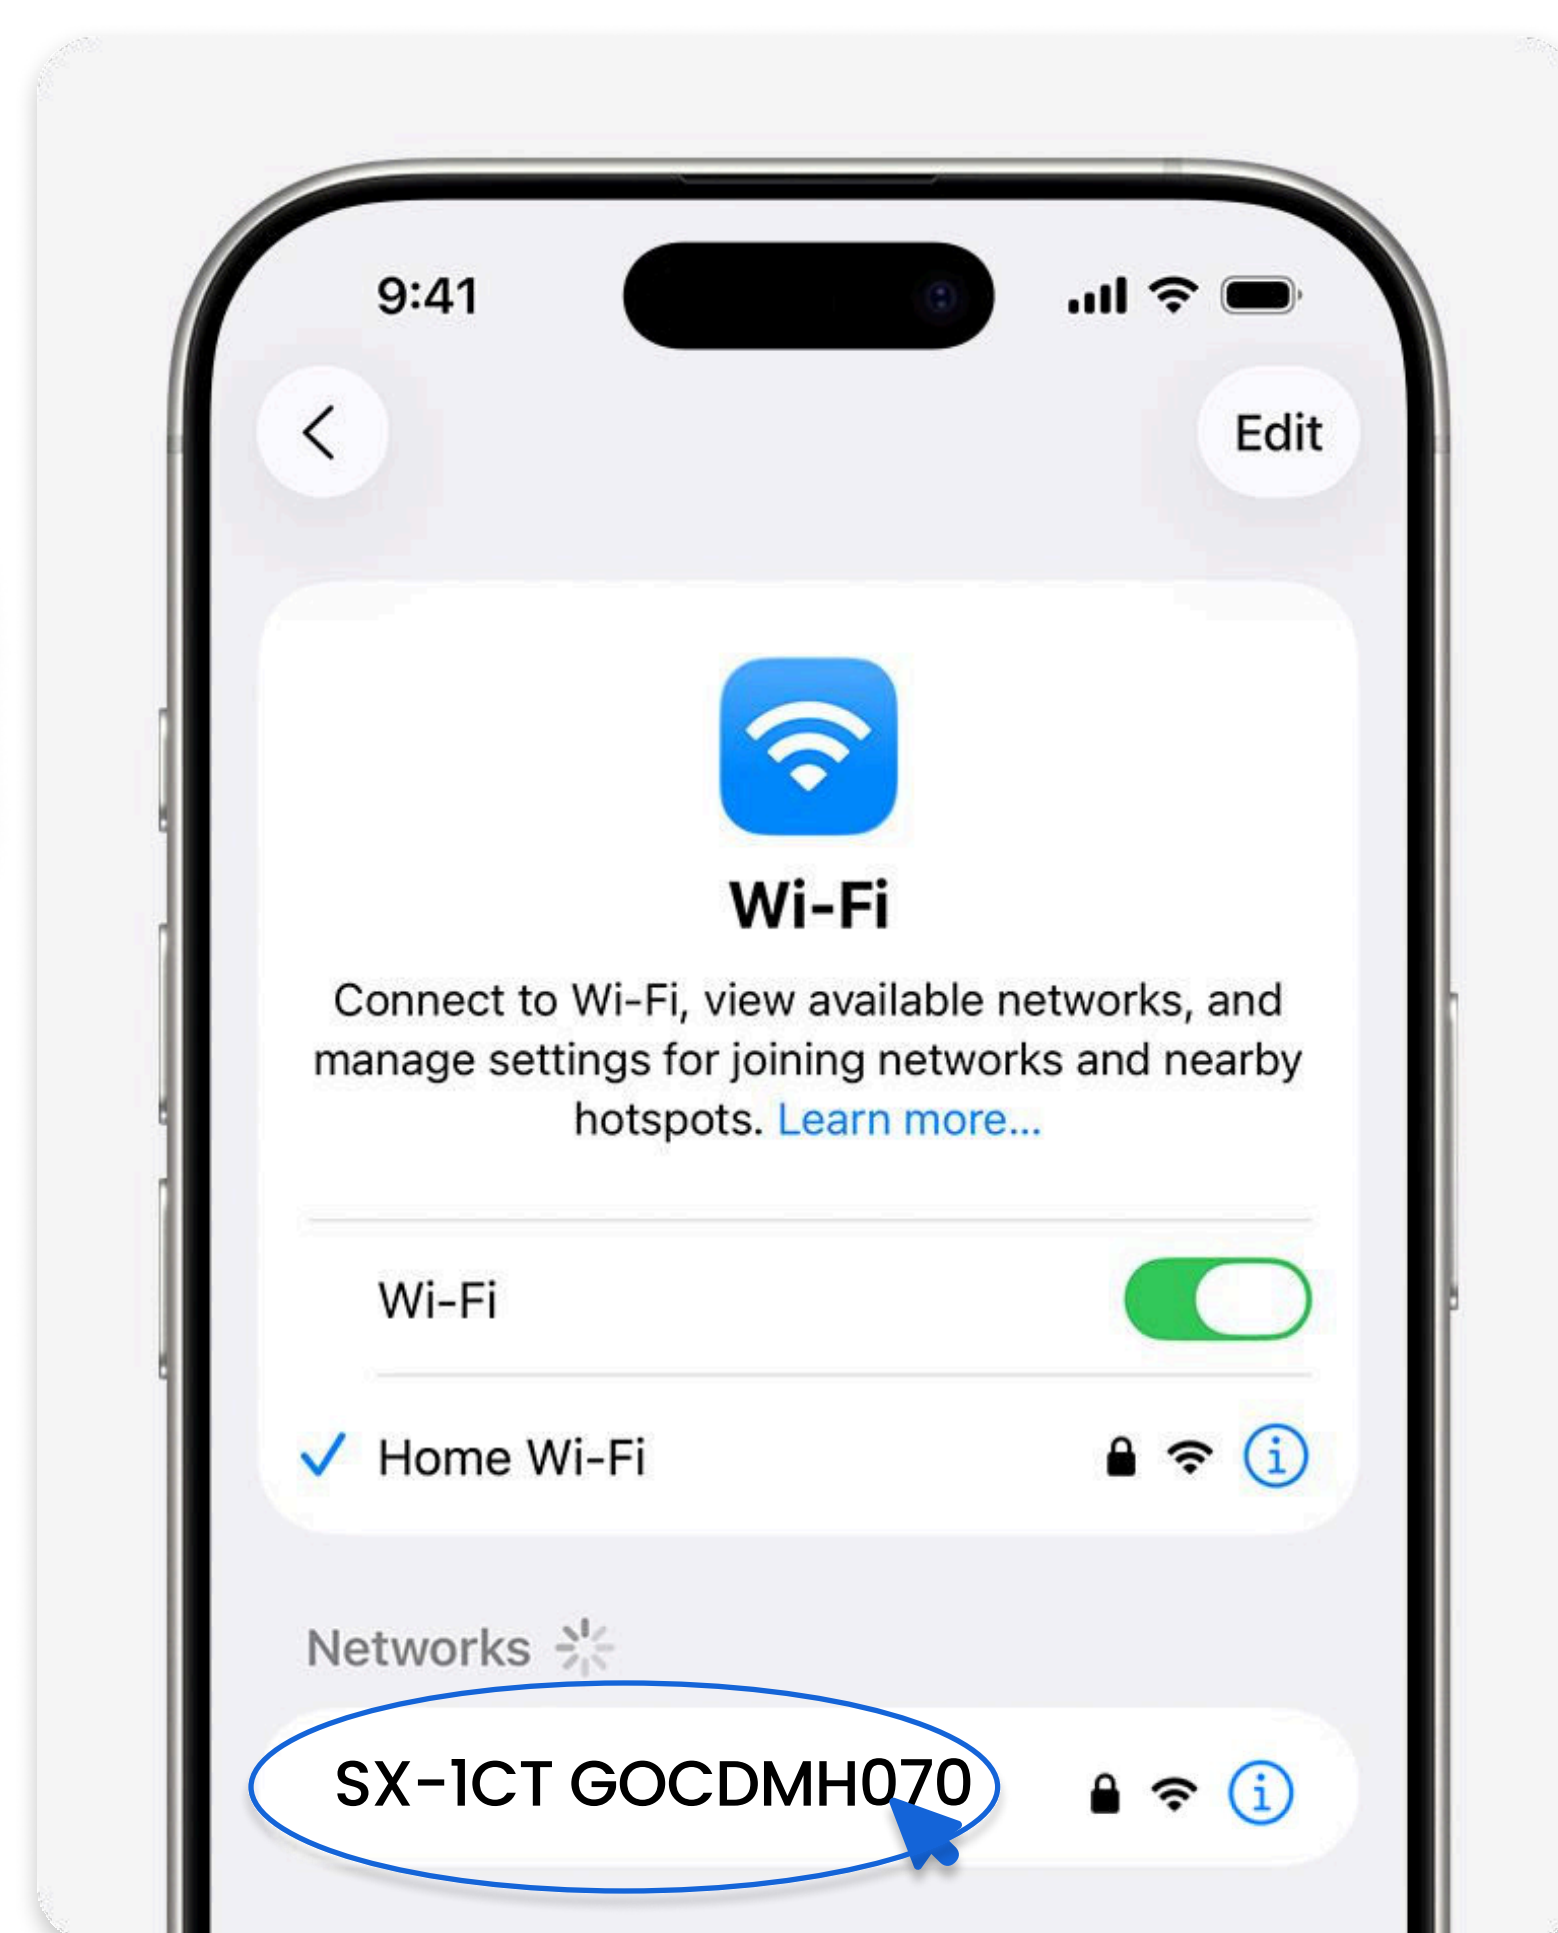 9:41
Edit
Wi-Fi
Connect to Wi-Fi, view available networks, and
manage settings for joining networks and nearby
hotspots. Learn more...
Wi-Fi
Home Wi-Fi
Networks
SX-1CT GOCDMH070